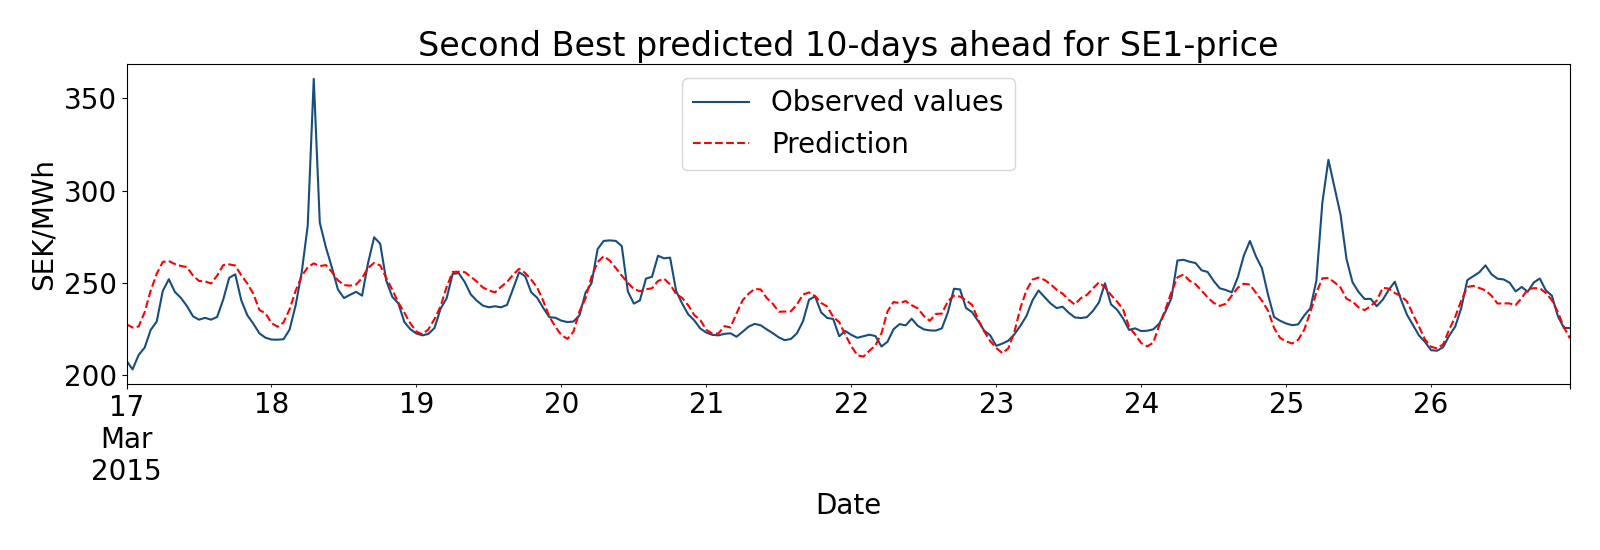 Second Best predicted 10-days ahead for SE1-price
Observed values
Prediction
SEK/MWh
350
300
250
200
17 18 19 20 21 22 23 24 25 26
Mar
2015
Date